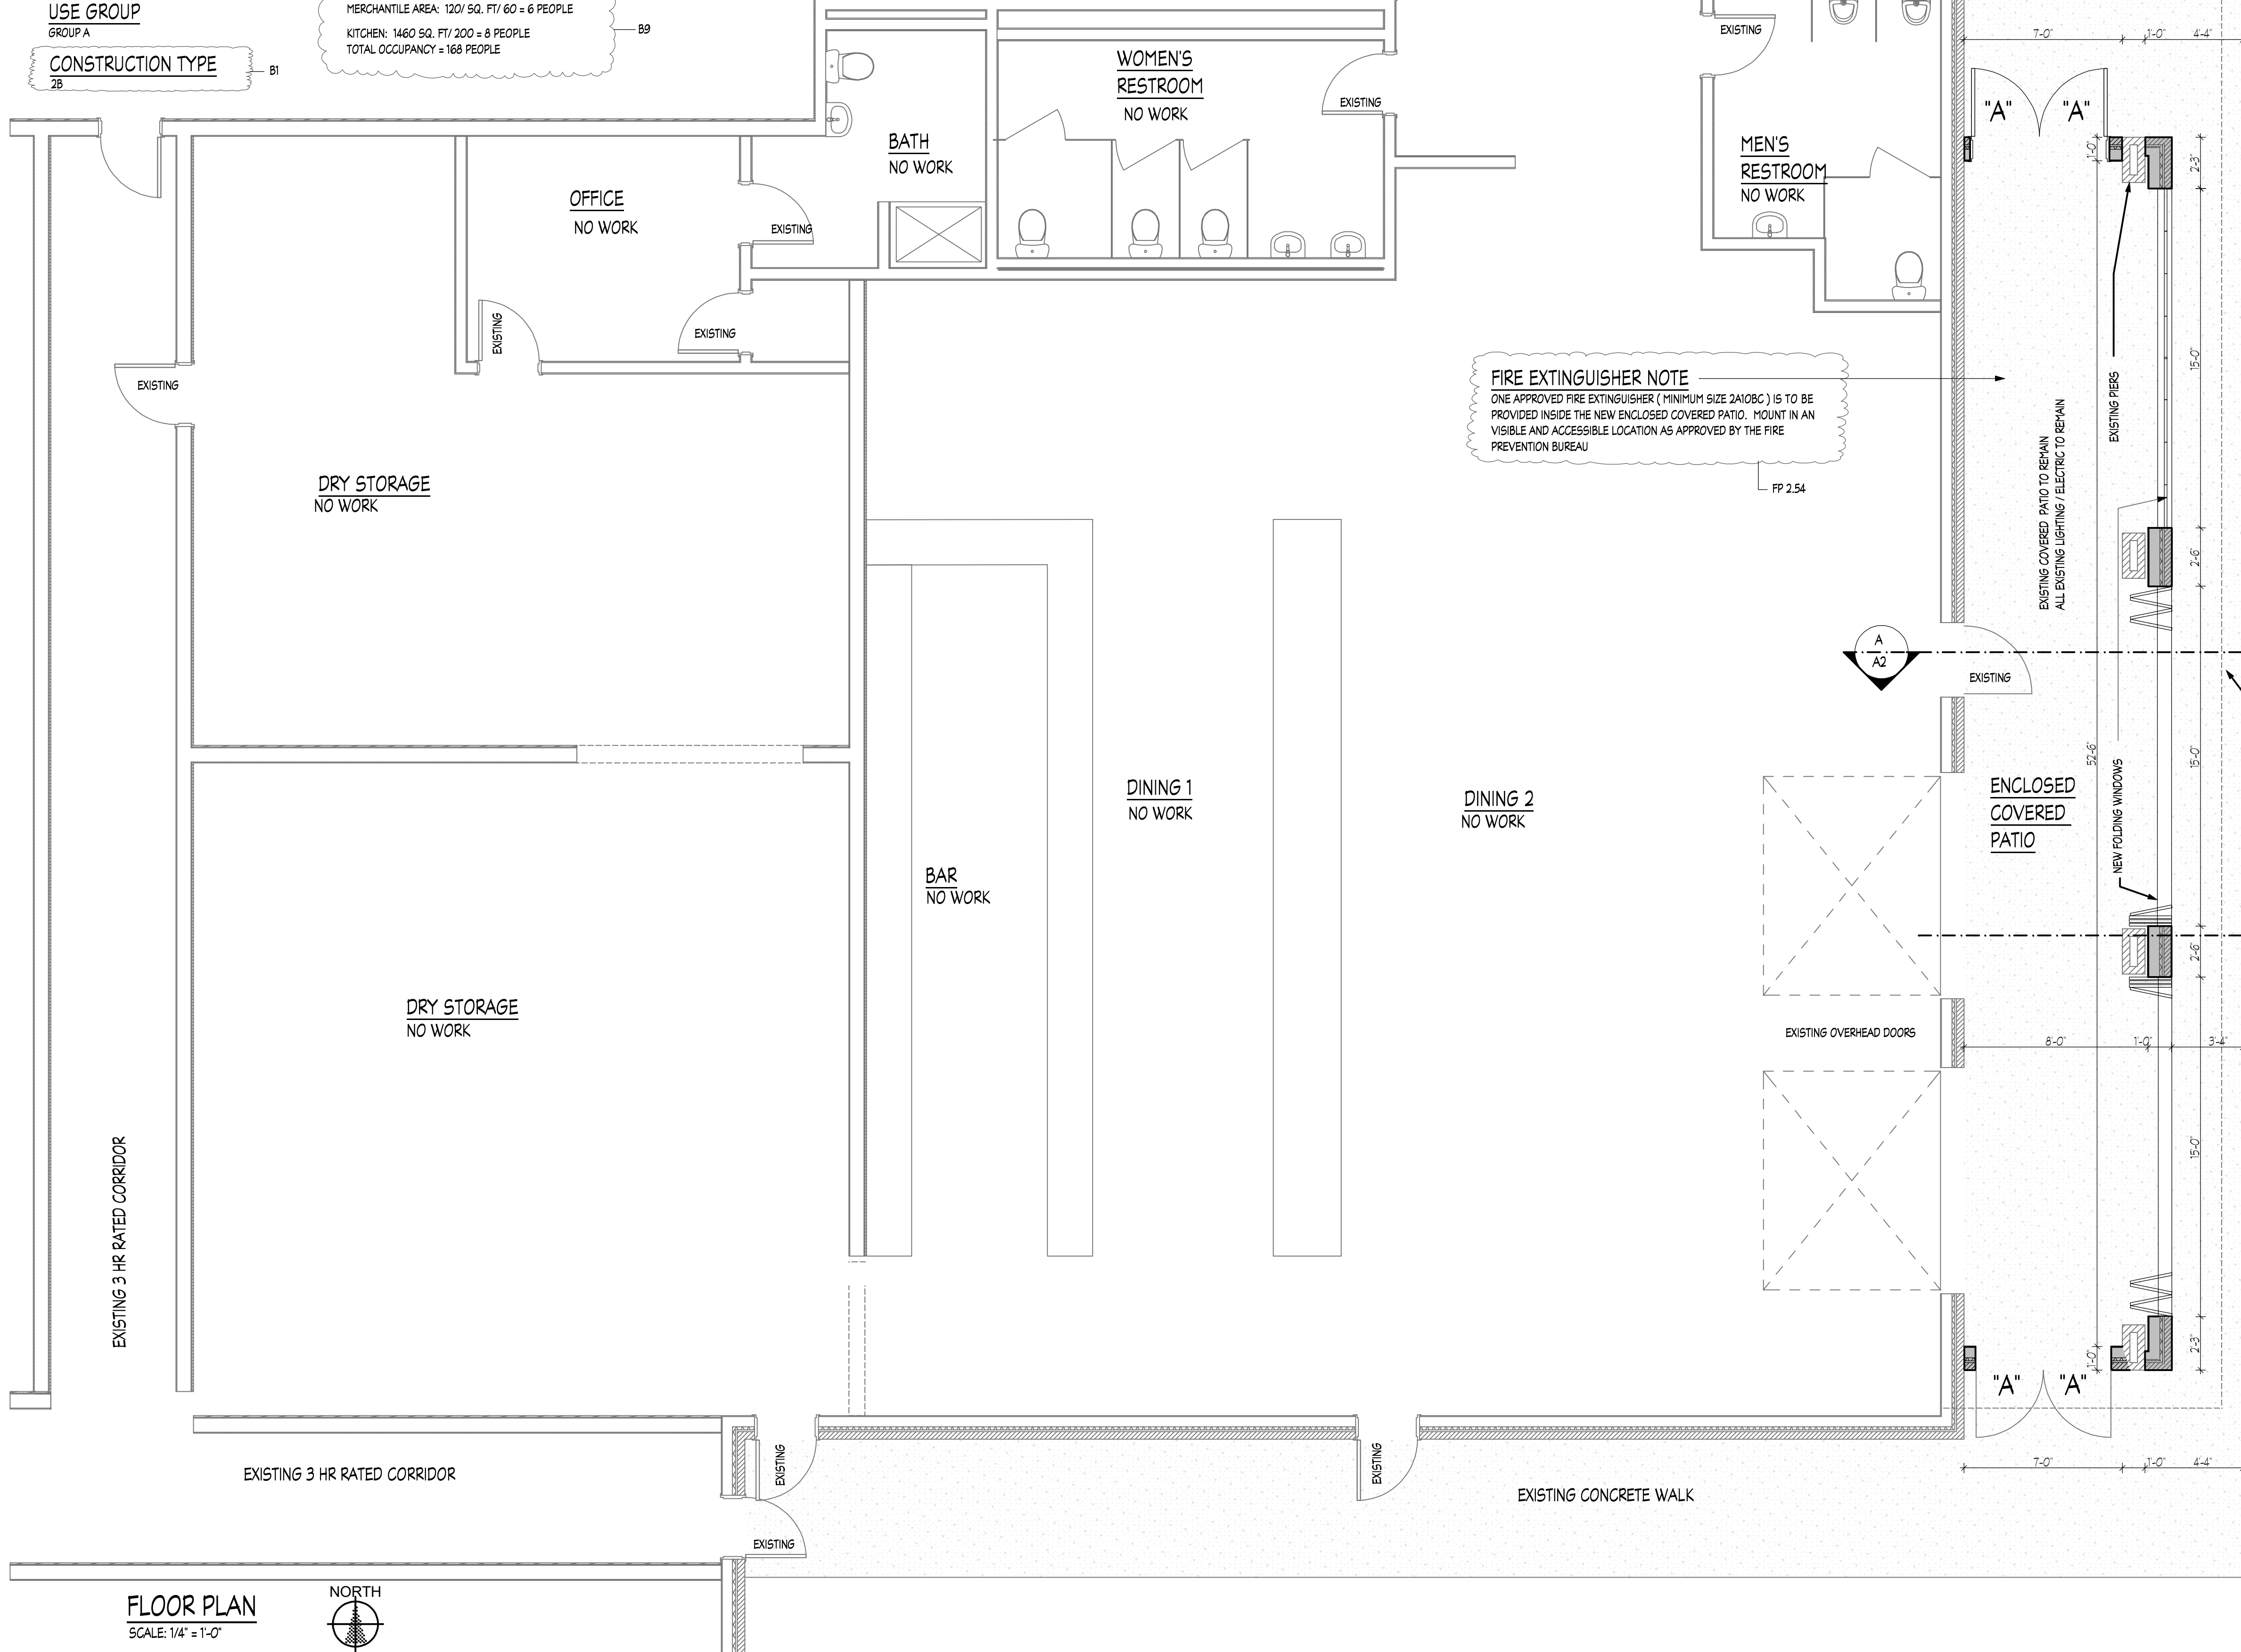 USE GROUP
GROUP A
CONSTRUCTION TYPE
2B
B1
MERCHANTILE AREA: 120/ SQ. FT/ 60 = 6 PEOPLE
KITCHEN: 1460 SQ. FT/ 200 = 8 PEOPLE
TOTAL OCCUPANCY = 168 PEOPLE
B9
WOMEN'S
RESTROOM
NO WORK
EXISTING
BATH
NO WORK
OFFICE
NO WORK
EXISTING
EXISTING
EXISTING
EXISTING
EXISTING
MEN'S
RESTROOM
NO WORK
7'-0"
1'-0"
4'-4"
"A"
"A"
1'-0"
2'-3"
FIRE EXTINGUISHER NOTE
ONE APPROVED FIRE EXTINGUISHER ( MINIMUM SIZE 2A10BC ) IS TO BE
PROVIDED INSIDE THE NEW ENCLOSED COVERED PATIO. MOUNT IN AN
VISIBLE AND ACCESSIBLE LOCATION AS APPROVED BY THE FIRE
PREVENTION BUREAU
FP 2.54
EXISTING PIERS
15'-0"
EXISTING COVERED PATIO TO REMAIN
ALL EXISTING LIGHTING / ELECTRIC TO REMAIN
2'-6"
DRY STORAGE
NO WORK
A
A2
EXISTING
52'-6"
15'-0"
NEW FOLDING WINDOWS
DINING 1
NO WORK
DINING 2
NO WORK
ENCLOSED
COVERED
PATIO
BAR
NO WORK
2'-6"
DRY STORAGE
NO WORK
EXISTING OVERHEAD DOORS
8'-0"
1'-0"
3'-4"
15'-0"
EXISTING 3 HR RATED CORRIDOR
2'-3"
1'-0"
"A"
"A"
EXISTING 3 HR RATED CORRIDOR
EXISTING
EXISTING
EXISTING
EXISTING CONCRETE WALK
7'-0"
1'-0"
4'-4"
FLOOR PLAN
SCALE: 1/4" = 1'-0"
NORTH